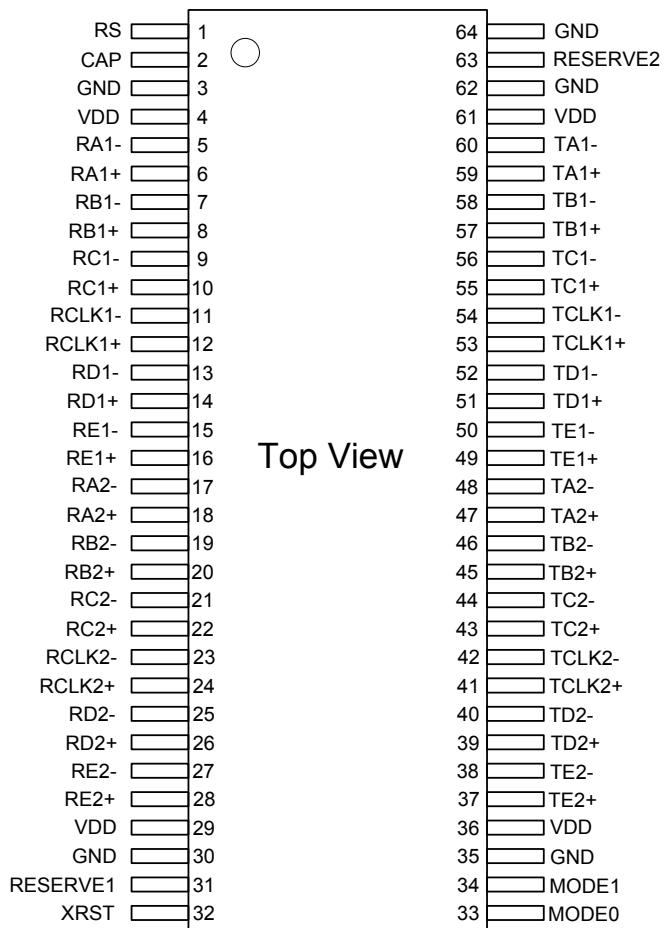 RS 1 64 GND
CAP 2 63 RESERVE2
GND 3 62 GND
VDD 4 61 VDD
RA1- 5 60 TA1-
RA1+ 6 59 TA1+
RB1- 7 58 TB1-
RB1+ 8 57 TB1+
RC1- 9 56 TC1-
RC1+ 10 55 TC1+
RCLK1- 11 54 TCLK1-
RCLK1+ 12 53 TCLK1+
RD1- 13 52 TD1-
RD1+ 14 51 TD1+
RE1- 15 50 TE1-
RE1+ 16 Top View 49 TE1+
RA2- 17 48 TA2-
RA2+ 18 47 TA2+
RB2- 19 46 TB2-
RB2+ 20 45 TB2+
RC2- 21 44 TC2-
RC2+ 22 43 TC2+
RCLK2- 23 42 TCLK2-
RCLK2+ 24 41 TCLK2+
RD2- 25 40 TD2-
RD2+ 26 39 TD2+
RE2- 27 38 TE2-
RE2+ 28 37 TE2+
VDD 29 36 VDD
GND 30 35 GND
RESERVE1 31 34 MODE1
XRST 32 33 MODE0